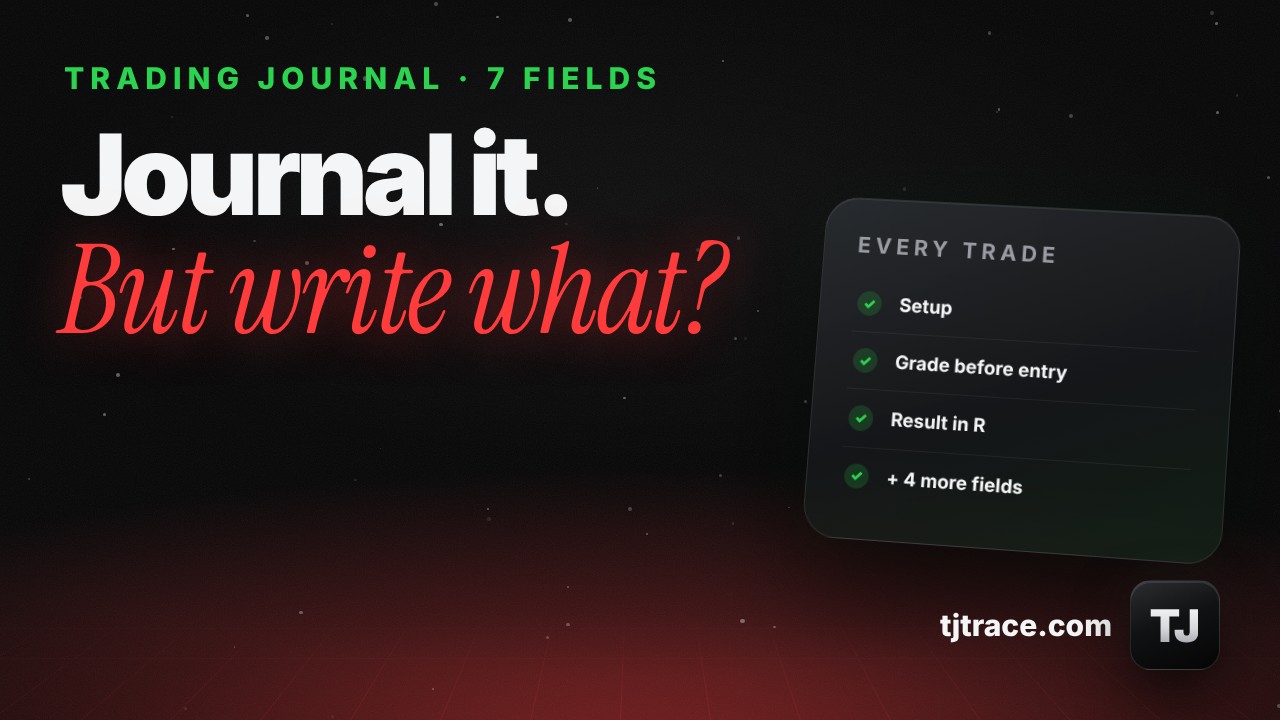 TRADING JOURNAL · 7 FIELDS
Journal it.
But write what?
EVERY TRADE
Setup
Grade before entry
Result in R
+ 4 more fields
tjtrace.com
TJ